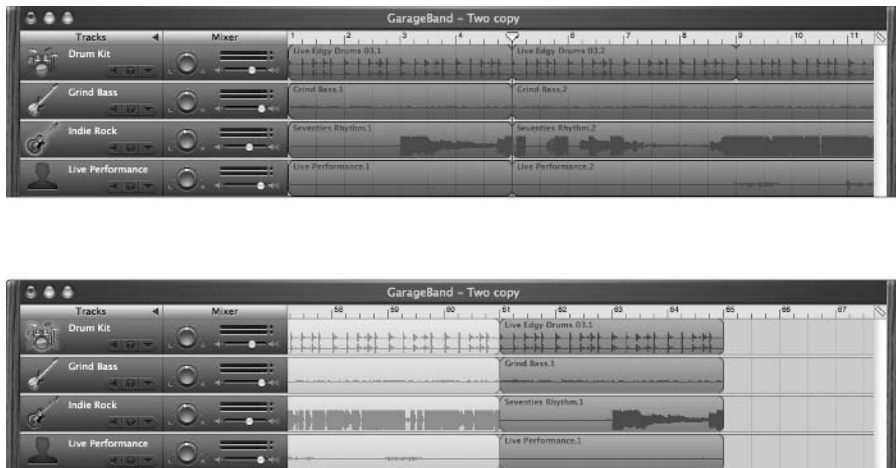 GarageBand – Two copy
Tracks Mixer 1 2 3 4 5 6 7 8 9 10 11
Drum Kit Live Edgy Drums 03.1 Live Edgy Drums 03.2
Grind Bass Grind Bass.1 Grind Bass.2
Indie Rock Seventies Rhythm.1 Seventies Rhythm.2
Live Performance Live Performance.1 Live Performance.2
GarageBand – Two copy
Tracks Mixer 58 59 60 61 62 63 64 65 66 67
Drum Kit Live Edgy Drums 03.1
Grind Bass Grind Bass.1
Indie Rock Seventies Rhythm.1
Live Performance Live Performance.1